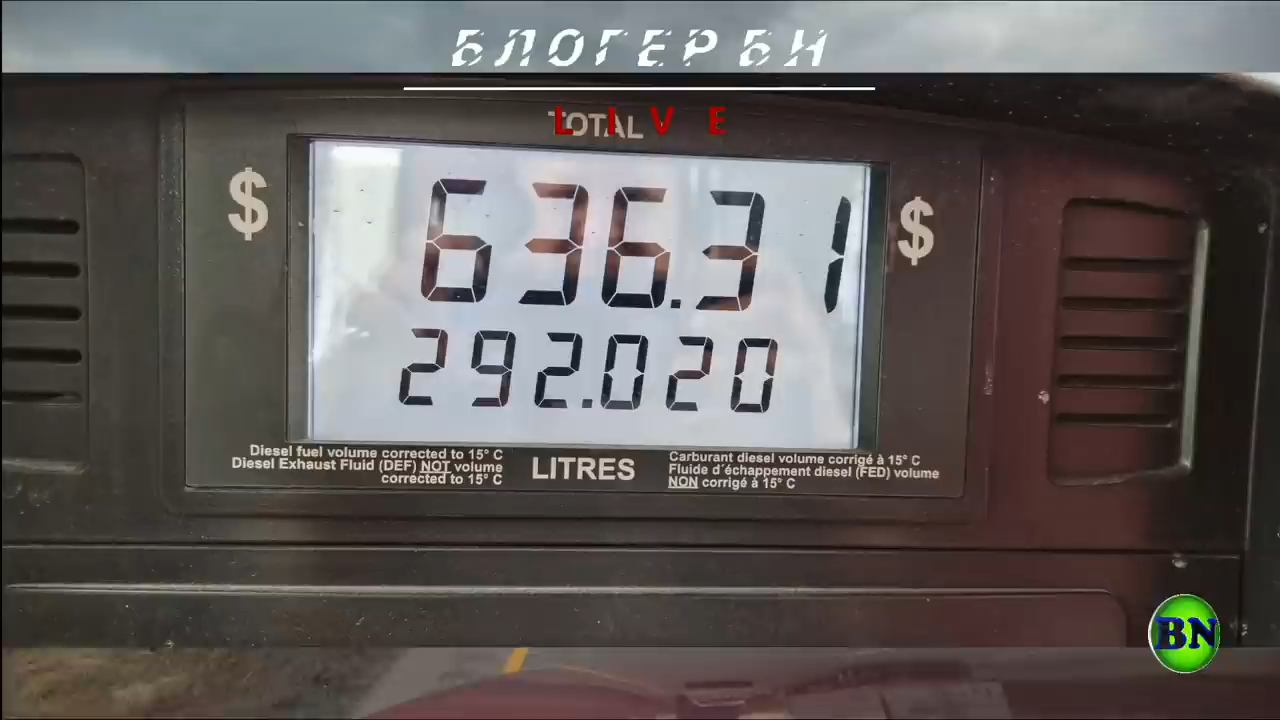 БЛОГЕР БН
LIVE
TOTAL
$ 636.31 $
292.020
Diesel fuel volume corrected to 15° C
Diesel Exhaust Fluid (DEF) NOT volume
corrected to 15° C
LITRES
Carburant diesel volume corrigé à 15° C
Fluide d'échappement diesel (FED) volume
NON corrigé à 15° C
BN